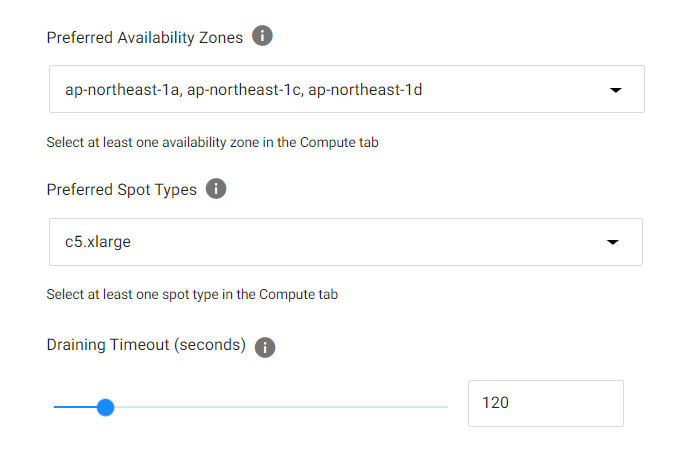 Preferred Availability Zones
ap-northeast-1a, ap-northeast-1c, ap-northeast-1d
Select at least one availability zone in the Compute tab
Preferred Spot Types
c5.xlarge
Select at least one spot type in the Compute tab
Draining Timeout (seconds)
120